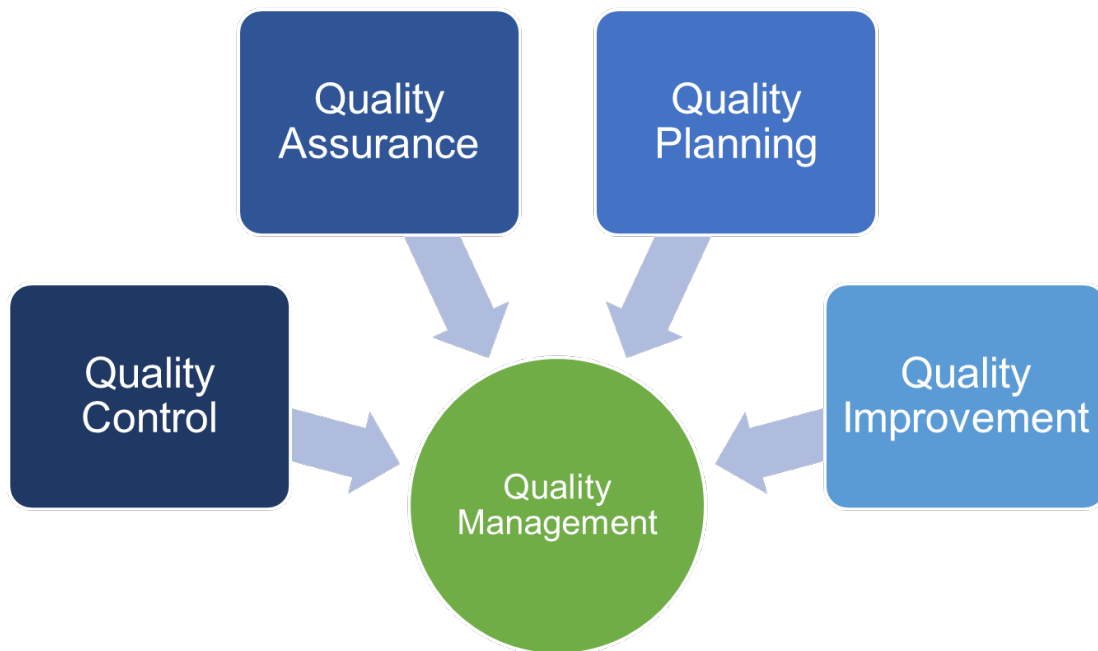 Quality
Assurance
Quality
Planning
Quality
Control
Quality
Improvement
Quality
Management